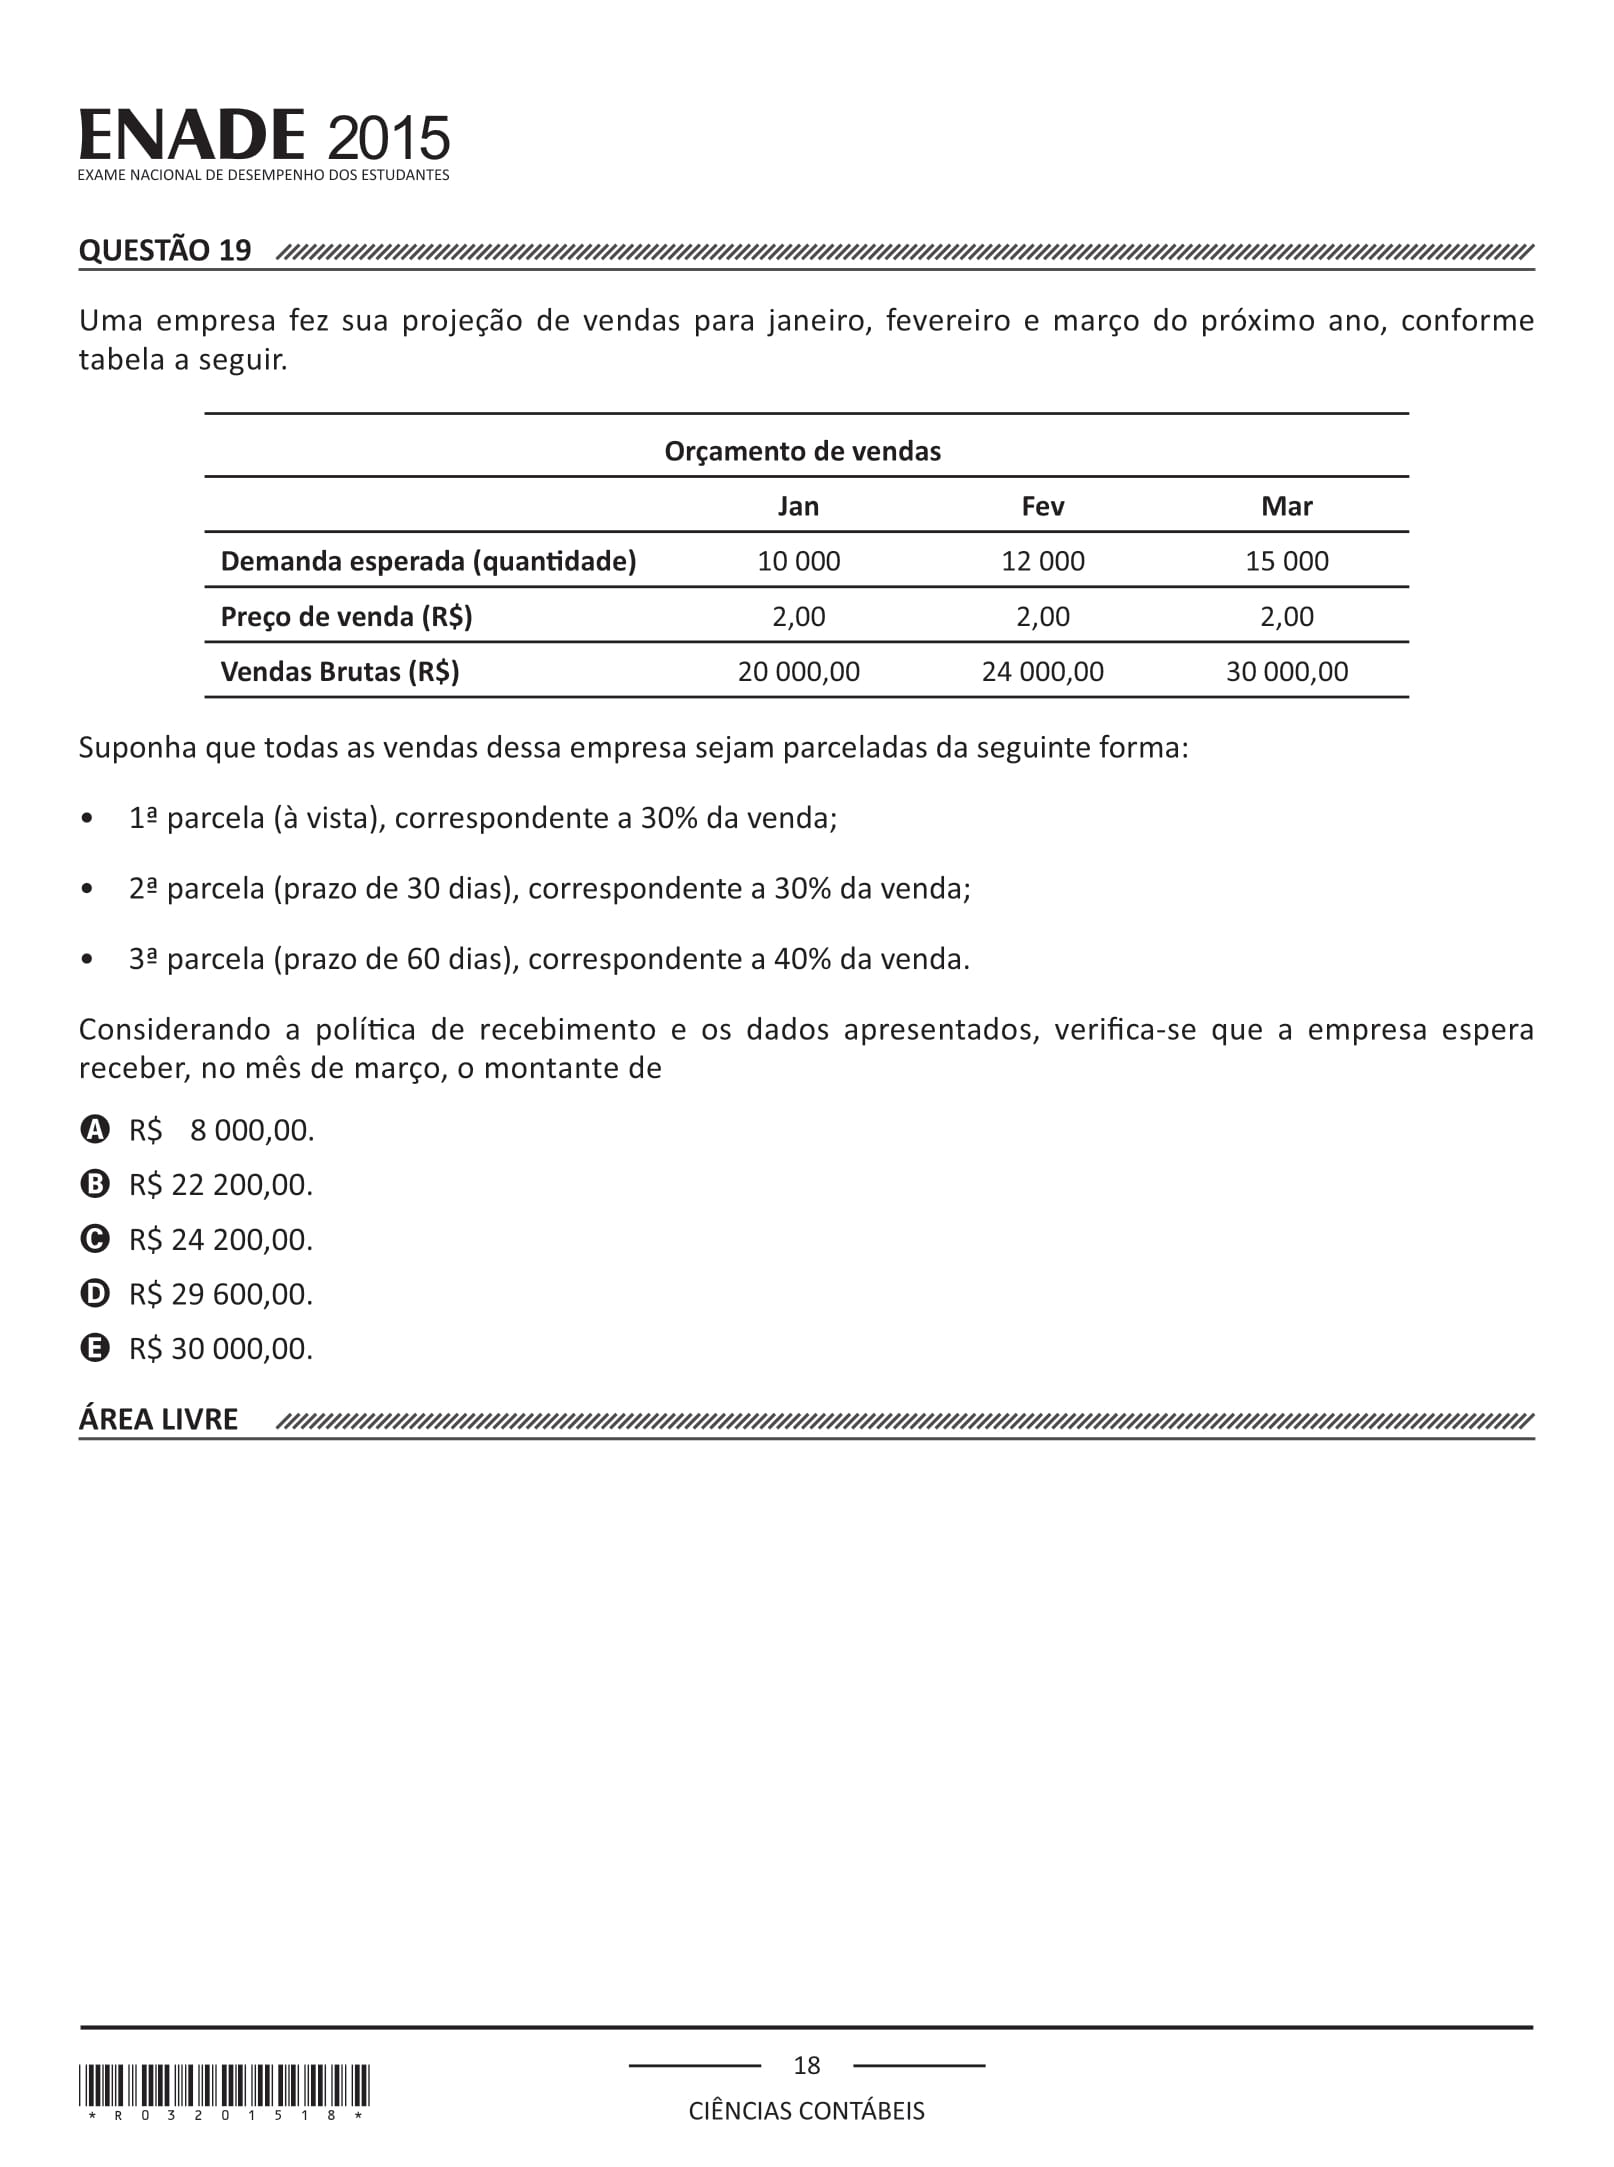 ENADE 2015
EXAME NACIONAL DE DESEMPENHO DOS ESTUDANTES
QUESTÃO 19
Uma empresa fez sua projeção de vendas para janeiro, fevereiro e março do próximo ano, conforme
tabela a seguir.
Orçamento de vendas
Jan Fev Mar
Demanda esperada (quantidade) 10 000 12 000 15 000
Preço de venda (R$) 2,00 2,00 2,00
Vendas Brutas (R$) 20 000,00 24 000,00 30 000,00
Suponha que todas as vendas dessa empresa sejam parceladas da seguinte forma:
• 1ª parcela (à vista), correspondente a 30% da venda;
• 2ª parcela (prazo de 30 dias), correspondente a 30% da venda;
• 3ª parcela (prazo de 60 dias), correspondente a 40% da venda.
Considerando a política de recebimento e os dados apresentados, verifica-se que a empresa espera
receber, no mês de março, o montante de
A R$ 8 000,00.
B R$ 22 200,00.
C R$ 24 200,00.
D R$ 29 600,00.
E R$ 30 000,00.
ÁREA LIVRE
18
CIÊNCIAS CONTÁBEIS
*R03201518*